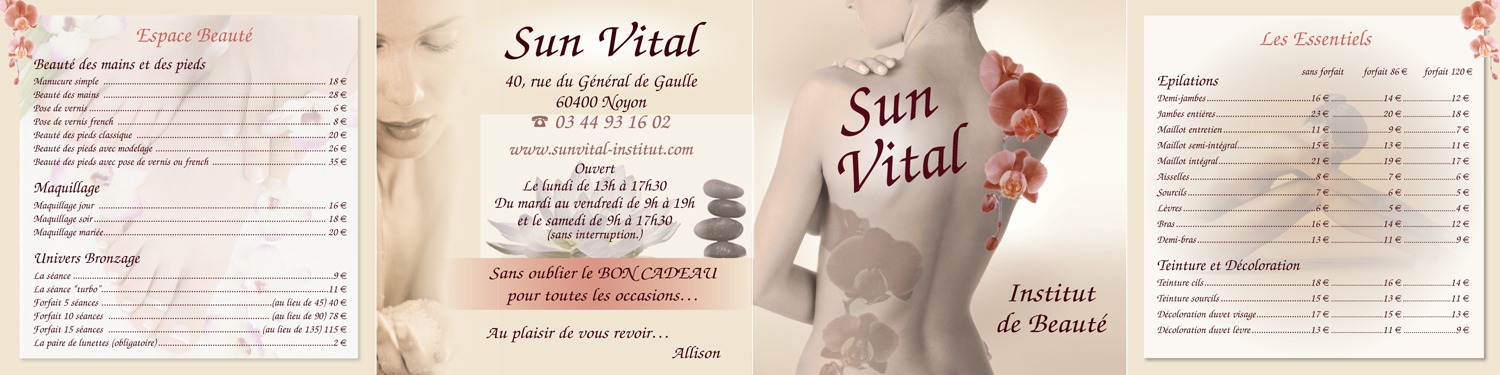 Espace Beauté
Beauté des mains et des pieds
Manucure simple 18 €
Beauté des mains 28 €
Pose de vernis 6 €
Pose de vernis french 8 €
Beauté des pieds classique 20 €
Beauté des pieds avec modelage 26 €
Beauté des pieds avec pose de vernis ou french 35 €
Maquillage
Maquillage jour 16 €
Maquillage soir 18 €
Maquillage mariée 20 €
Univers Bronzage
La séance 9 €
La séance "turbo" 11 €
Forfait 5 séances (au lieu de 45) 40 €
Forfait 10 séances (au lieu de 90) 78 €
Forfait 15 séances (au lieu de 135) 115 €
La paire de lunettes (obligatoire) 2 €
Sun Vital
40, rue du Général de Gaulle
60400 Noyon
☎ 03 44 93 16 02
www.sunvital-institut.com
Ouvert
Le lundi de 13h à 17h30
Du mardi au vendredi de 9h à 19h
et le samedi de 9h à 17h30
(sans interruption.)
Sans oublier le BON CADEAU
pour toutes les occasions...
Au plaisir de vous revoir...
Allison
Sun
Vital
Institut
de Beauté
Les Essentiels
sans forfait forfait 86 € forfait 120 €
Epilations
Demi-jambes 16 € 14 € 12 €
Jambes entières 23 € 20 € 18 €
Maillot entretien 11 € 9 € 7 €
Maillot semi-intégral 15 € 13 € 11 €
Maillot intégral 21 € 19 € 17 €
Aisselles 8 € 7 € 6 €
Sourcils 7 € 6 € 5 €
Lèvres 6 € 5 € 4 €
Bras 16 € 14 € 12 €
Demi-bras 13 € 11 € 9 €
Teinture et Décoloration
Teinture cils 18 € 16 € 14 €
Teinture sourcils 15 € 13 € 11 €
Décoloration duvet visage 17 € 15 € 13 €
Décoloration duvet lèvre 13 € 11 € 9 €